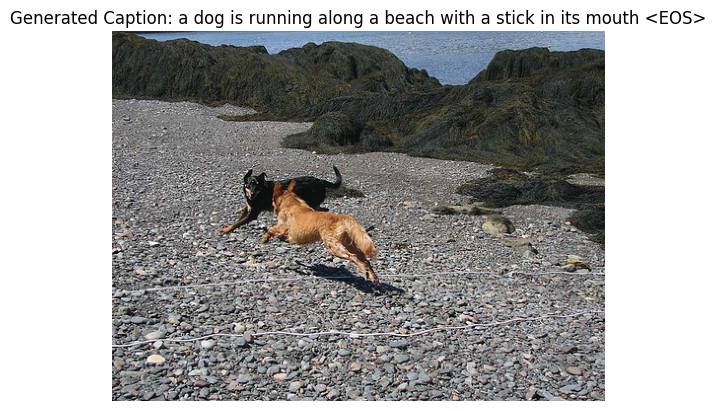 Generated Caption: a dog is running along a beach with a stick in its mouth <EOS>